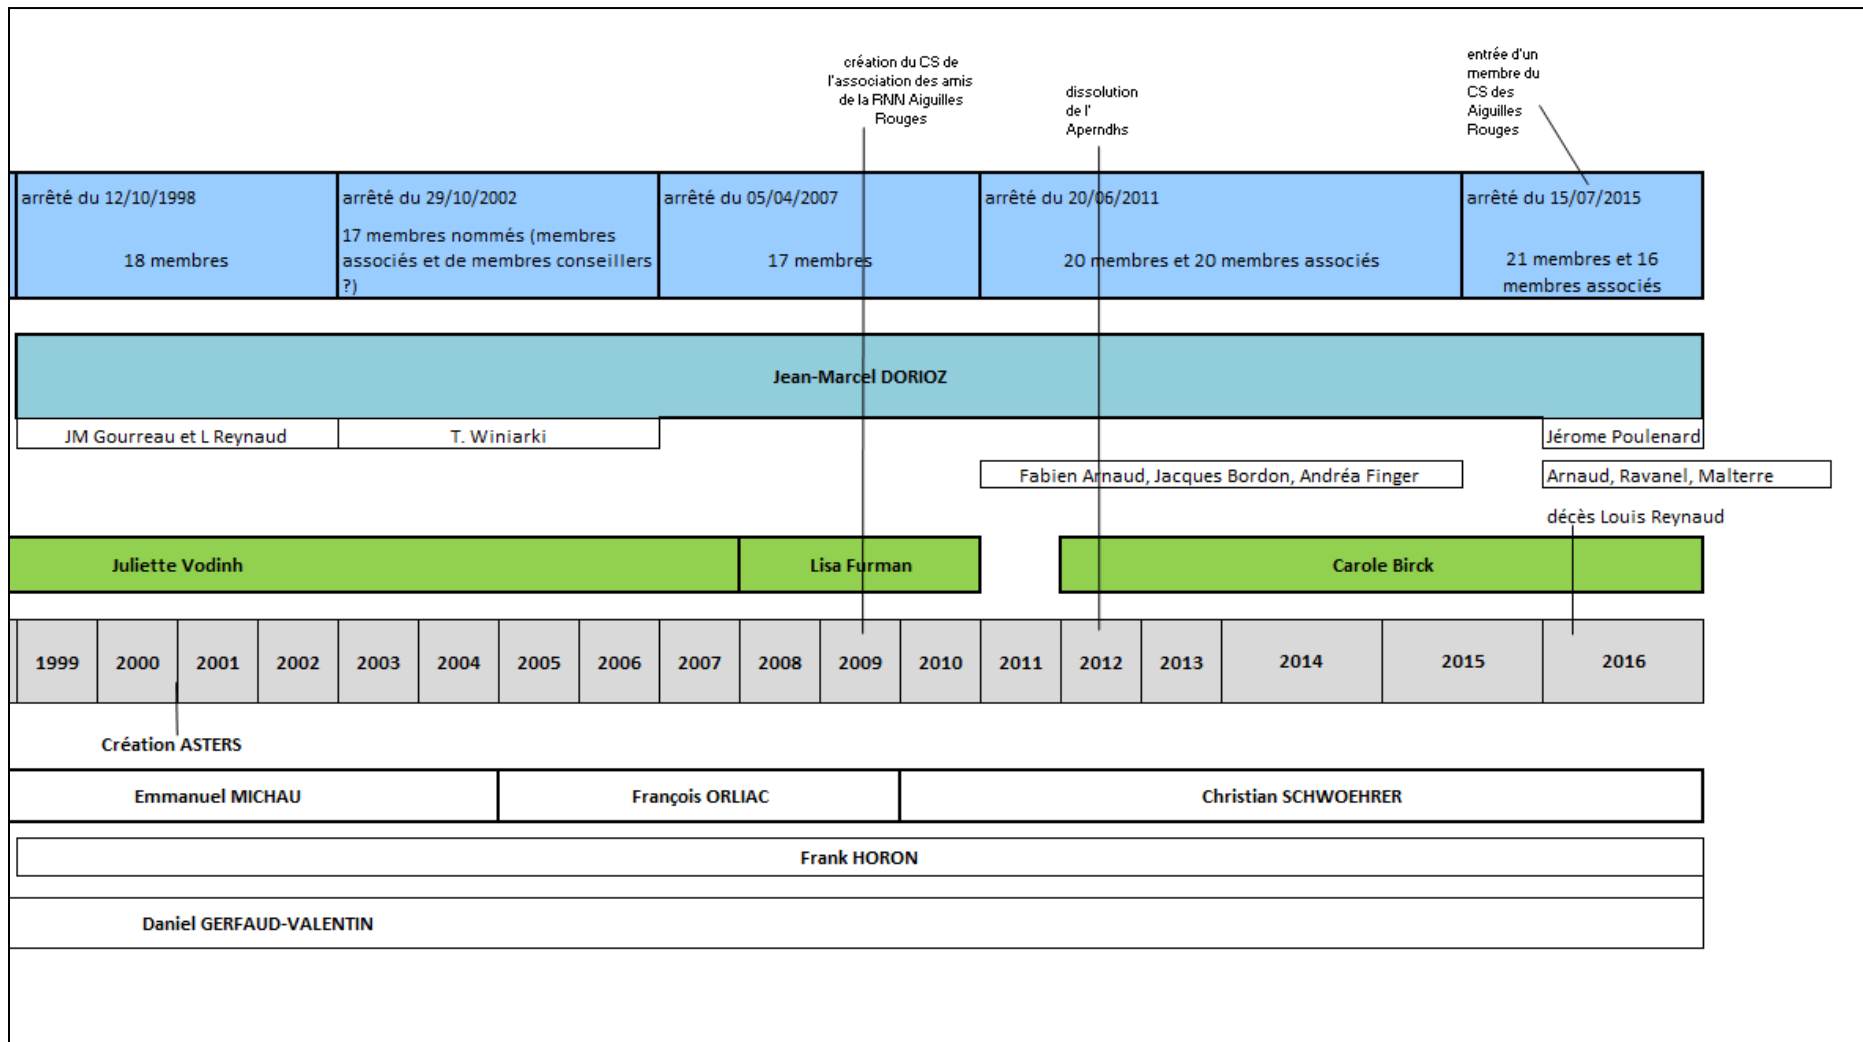 création du CS de
l'association des amis
de la RNN Aiguilles
Rouges
dissolution
de l'
Aperndhs
entrée d'un
membre du
CS des
Aiguilles
Rouges
arrêté du 12/10/1998
18 membres
arrêté du 29/10/2002
17 membres nommés (membres
associés et de membres conseillers
?)
arrêté du 05/04/2007
17 membres
arrêté du 20/06/2011
20 membres et 20 membres associés
arrêté du 15/07/2015
21 membres et 16
membres associés
Jean-Marcel DORIOZ
JM Gourreau et L Reynaud
T. Winiarki
Jérome Poulenard
Fabien Arnaud, Jacques Bordon, Andréa Finger
Arnaud, Ravanel, Malterre
décès Louis Reynaud
Juliette Vodinh
Lisa Furman
Carole Birck
1999 2000 2001 2002 2003 2004 2005 2006 2007 2008 2009 2010 2011 2012 2013 2014 2015 2016
Création ASTERS
Emmanuel MICHAU
François ORLIAC
Christian SCHWOEHRER
Frank HORON
Daniel GERFAUD-VALENTIN